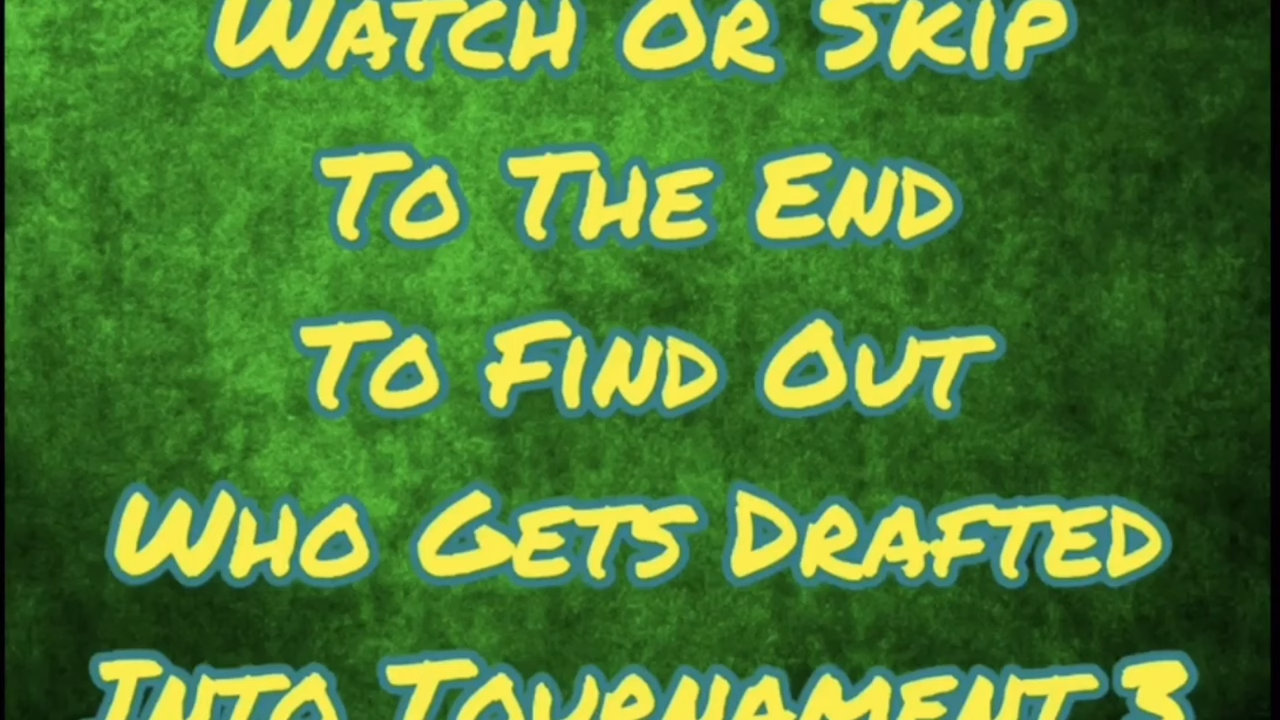 Watch Or Skip
To The End
To Find Out
Who Gets Drafted
Into Tournament 3